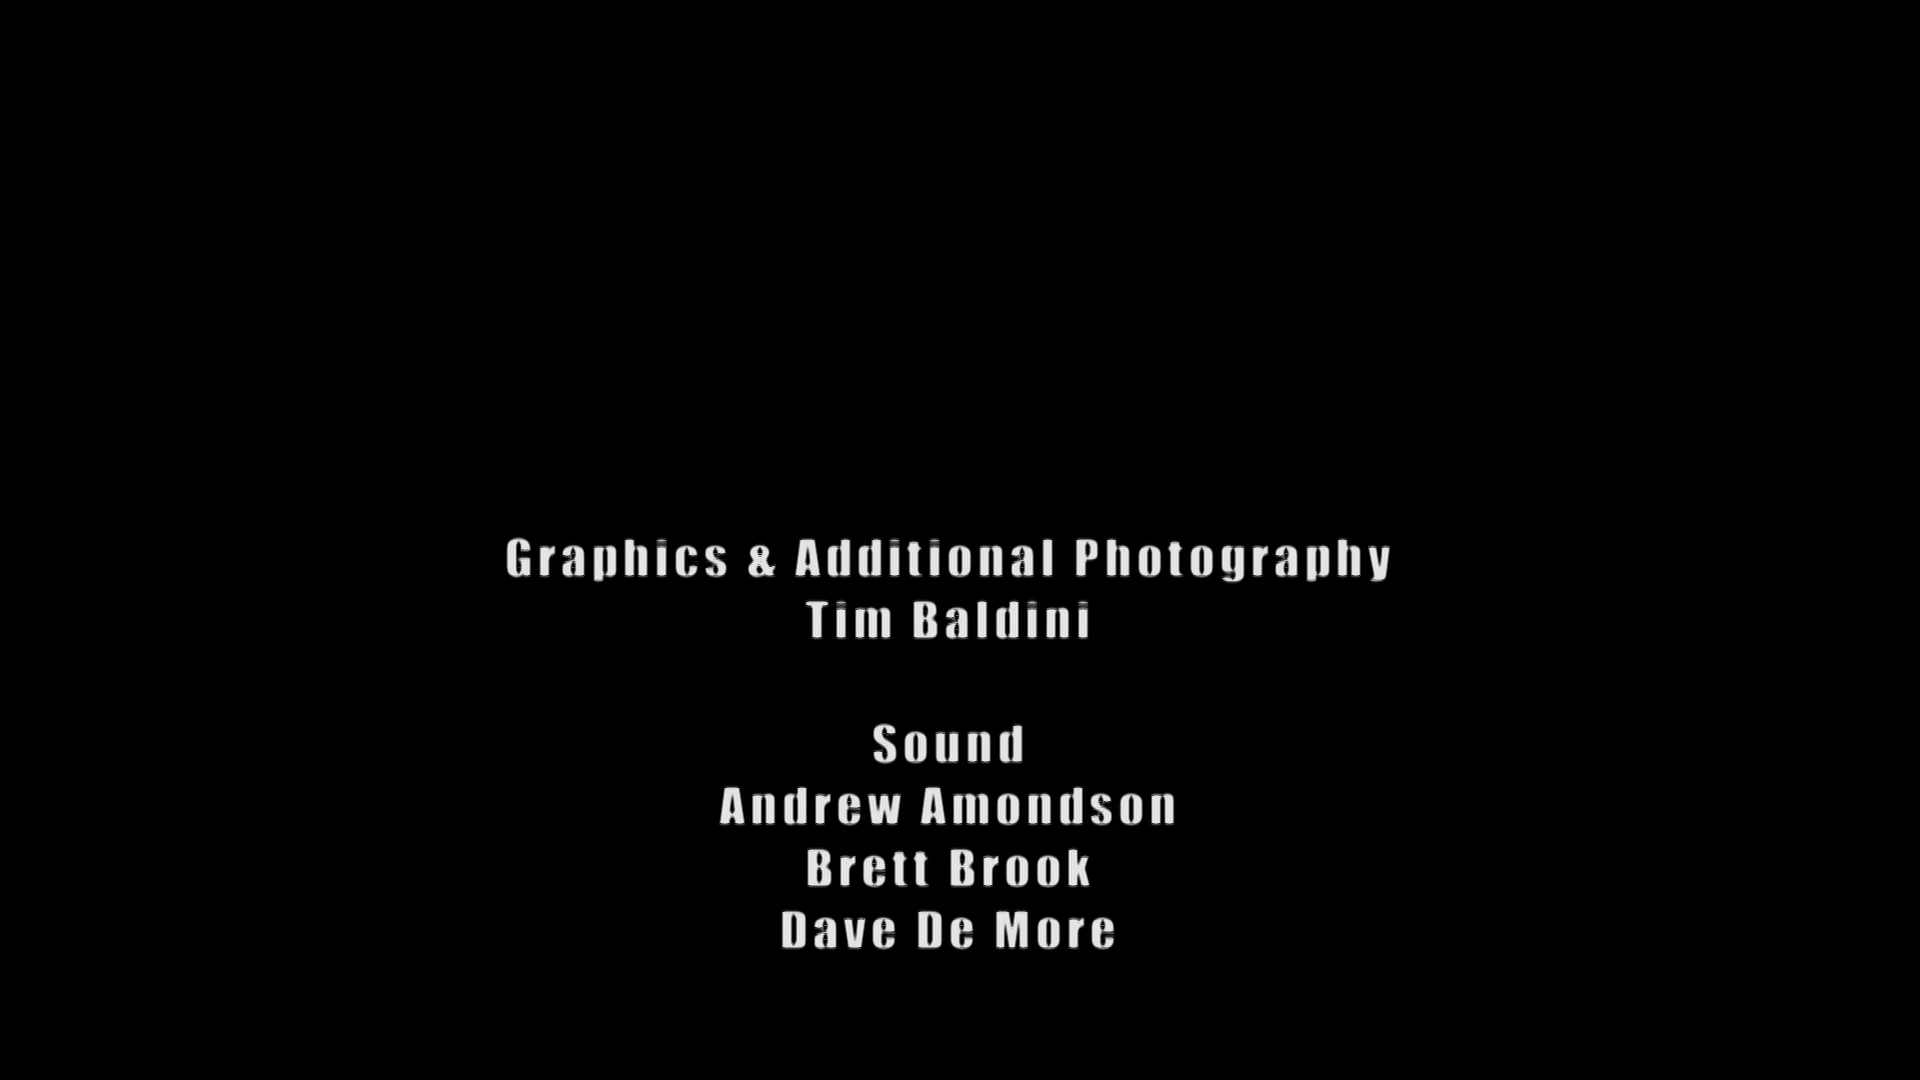 Graphics & Additional Photography
Tim Baldini
Sound
Andrew Amondson
Brett Brook
Dave De More